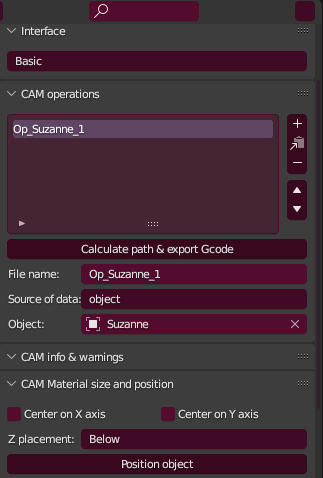 Interface
Basic
CAM operations
Op_Suzanne_1
Calculate path & export Gcode
File name: Op_Suzanne_1
Source of data: object
Object: Suzanne
CAM info & warnings
CAM Material size and position
Center on X axis Center on Y axis
Z placement: Below
Position object